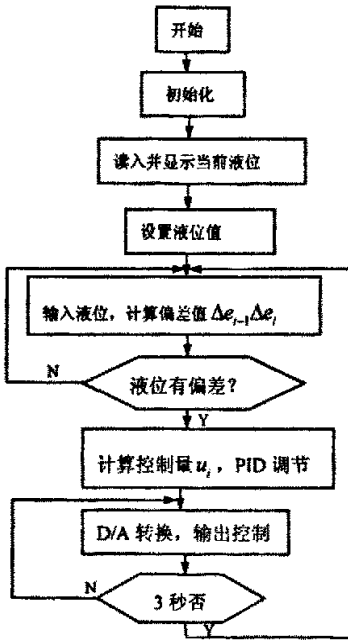 开始
初始化
读入并显示当前液位
设置液位值
输入液位，计算偏差值 Δe_{i-1}Δe_i
N
液位有偏差？
Y
计算控制量 u_i ，PID 调节
D/A 转换，输出控制
N
3 秒否
Y